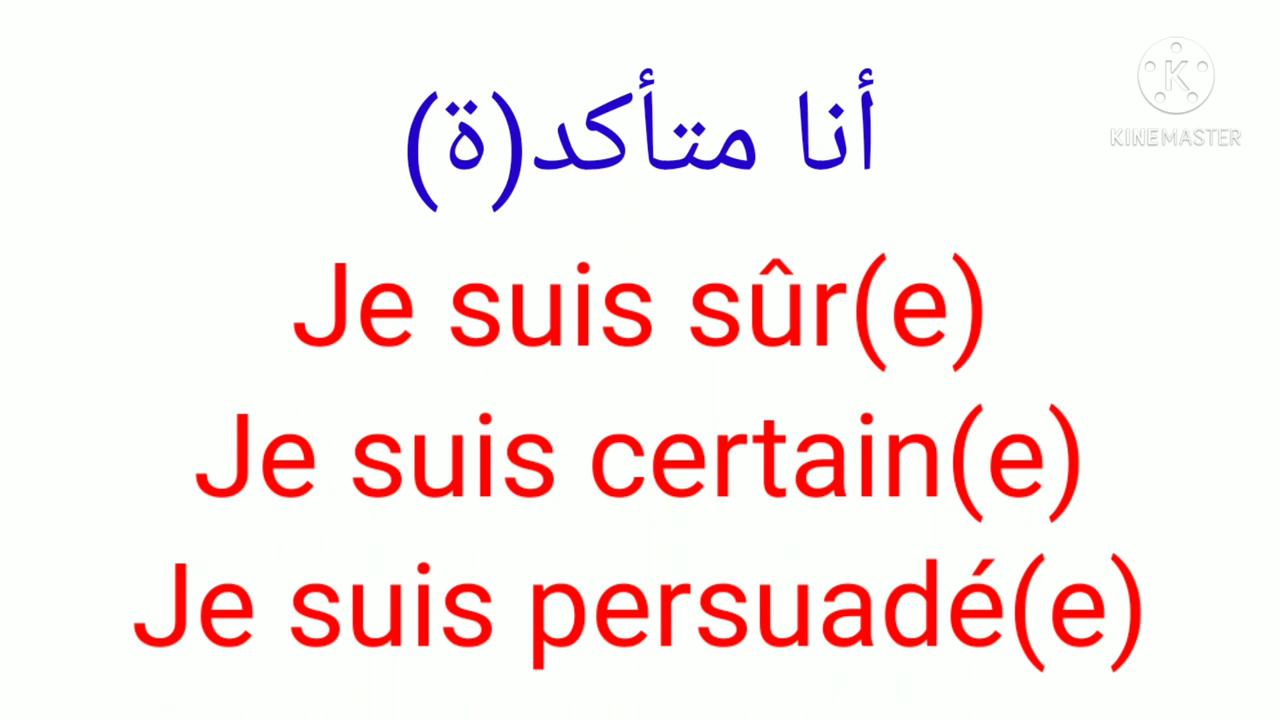 أنا متأكد(ة)
K
KINEMASTER
Je suis sûr(e)
Je suis certain(e)
Je suis persuadé(e)